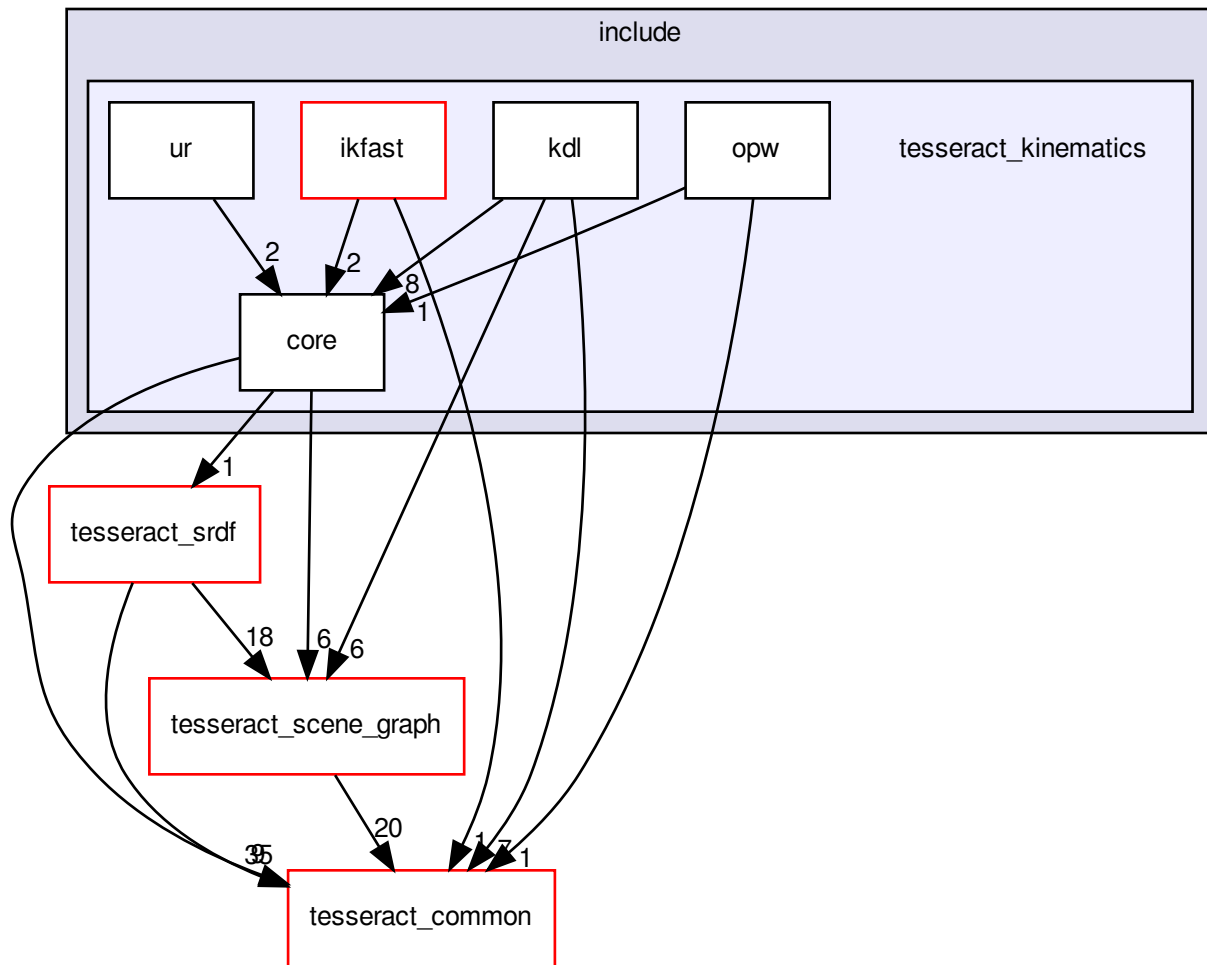 include
ur
ikfast
kdl
opw
tesseract_kinematics
2
2
8
1
core
1
tesseract_srdf
18
6
6
tesseract_scene_graph
20
1
7
1
tesseract_common